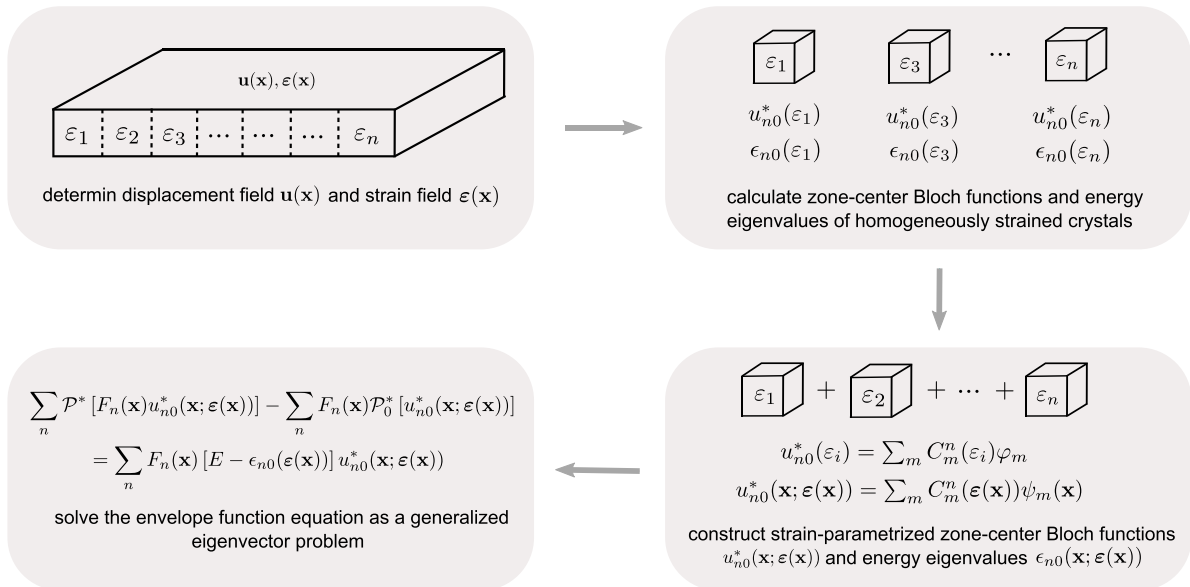 u(x), ε(x)
ε₁ ε₂ ε₃ ... ... ... εₙ
determin displacement field u(x) and strain field ε(x)
ε₁ ε₃ ... εₙ
u*ₙ₀(ε₁) u*ₙ₀(ε₃) u*ₙ₀(εₙ)
ϵₙ₀(ε₁) ϵₙ₀(ε₃) ϵₙ₀(εₙ)
calculate zone-center Bloch functions and energy
eigenvalues of homogeneously strained crystals
ε₁ + ε₂ + ... + εₙ
u*ₙ₀(εᵢ) = ∑ₘ Cⁿₘ(εᵢ)φₘ
u*ₙ₀(x; ε(x)) = ∑ₘ Cⁿₘ(ε(x))ψₘ(x)
construct strain-parametrized zone-center Bloch functions
u*ₙ₀(x; ε(x)) and energy eigenvalues ϵₙ₀(x; ε(x))
∑ₙ P* [Fₙ(x)u*ₙ₀(x; ε(x))] − ∑ₙ Fₙ(x)P*₀ [u*ₙ₀(x; ε(x))]
= ∑ₙ Fₙ(x) [E − ϵₙ₀(ε(x))] u*ₙ₀(x; ε(x))
solve the envelope function equation as a generalized
eigenvector problem